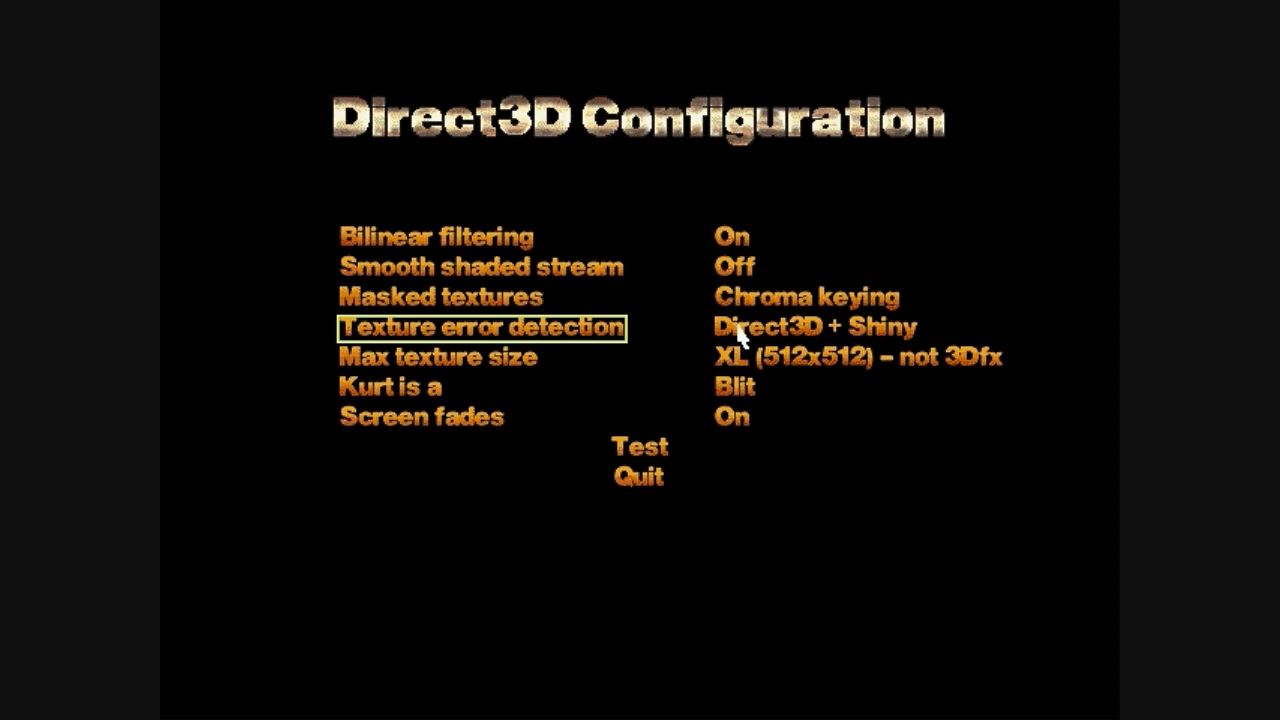 Direct3D Configuration
Bilinear filtering On
Smooth shaded stream Off
Masked textures Chroma keying
Texture error detection Direct3D + Shiny
Max texture size XL (512x512) – not 3Dfx
Kurt is a Blit
Screen fades On
Test
Quit